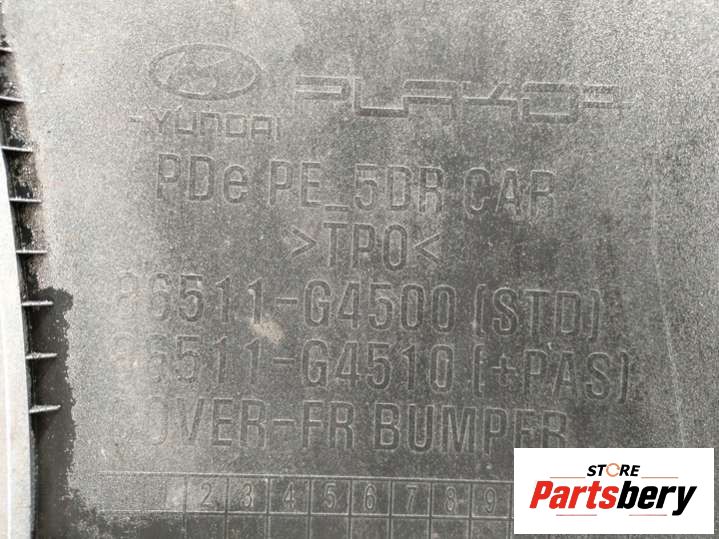 HYUNDAI PLAKOR
PDe PE_5DR CAR
>TPO<
86511-G4500 (STD)
86511-G4510 (+PAS)
COVER-FR BUMPER
2 3 4 5 6 7 8 9
STORE
Partsbery